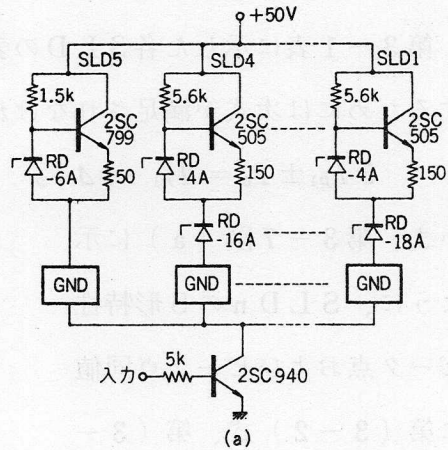 +50V
SLD5
SLD4
SLD1
1.5k
5.6k
5.6k
2SC
799
2SC
505
2SC
505
RD
-6A
50
RD
-4A
150
RD
-4A
150
RD
-16A
RD
-18A
GND
GND
GND
5k
入力
2SC940
(a)